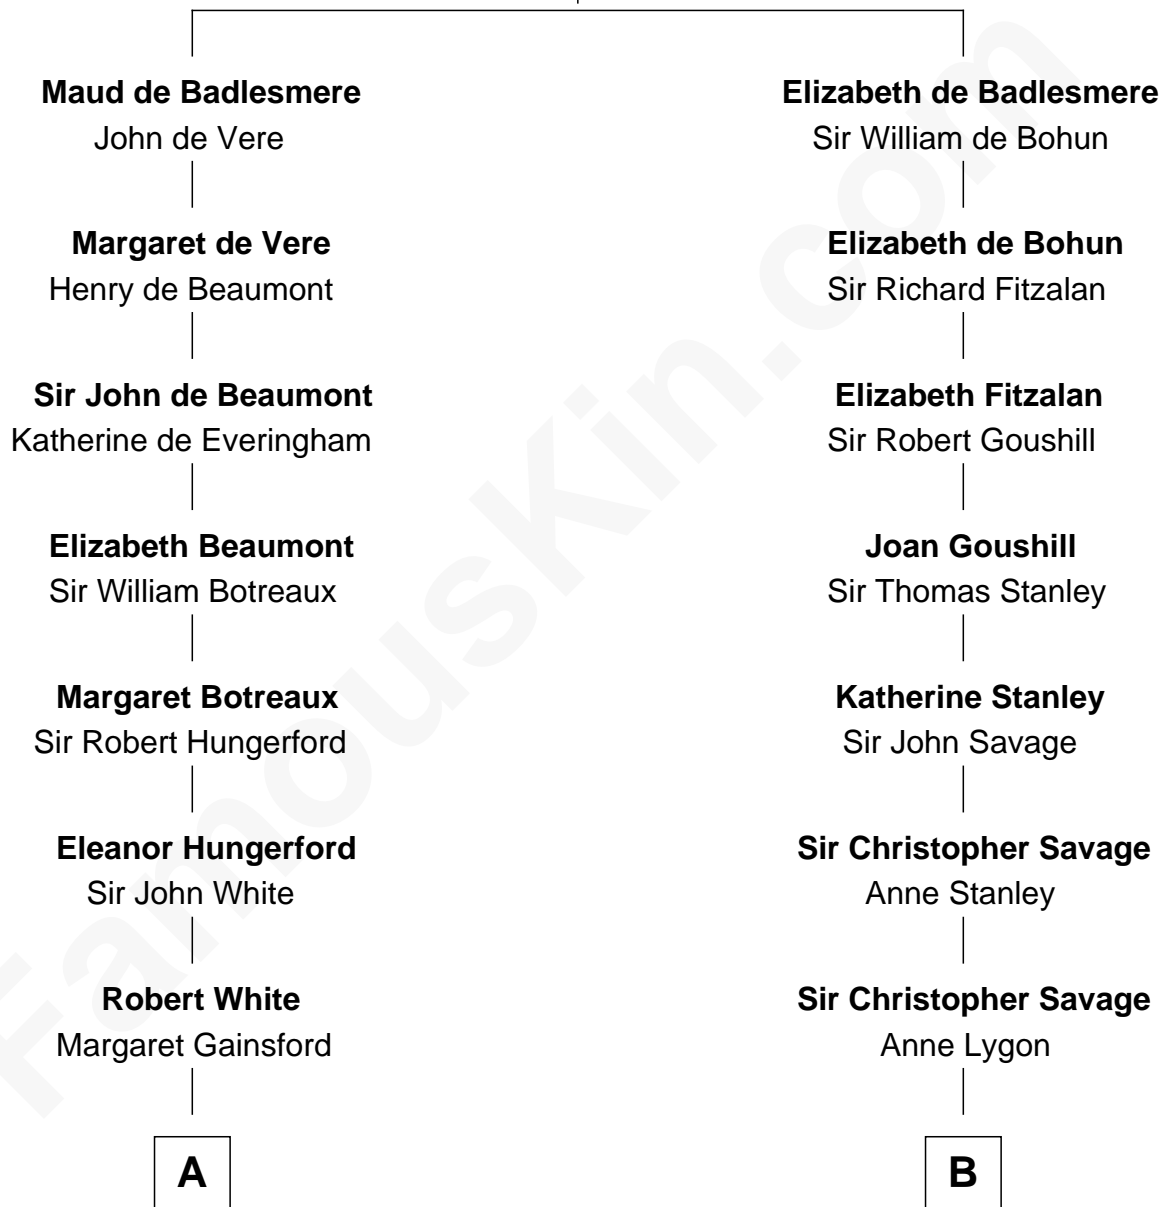 Maud de Badlesmere
John de Vere
Margaret de Vere
Henry de Beaumont
Sir John de Beaumont
Katherine de Everingham
Elizabeth Beaumont
Sir William Botreaux
Margaret Botreaux
Sir Robert Hungerford
Eleanor Hungerford
Sir John White
Robert White
Margaret Gainsford
A
Elizabeth de Badlesmere
Sir William de Bohun
Elizabeth de Bohun
Sir Richard Fitzalan
Elizabeth Fitzalan
Sir Robert Goushill
Joan Goushill
Sir Thomas Stanley
Katherine Stanley
Sir John Savage
Sir Christopher Savage
Anne Stanley
Sir Christopher Savage
Anne Lygon
B
FamousKin.com